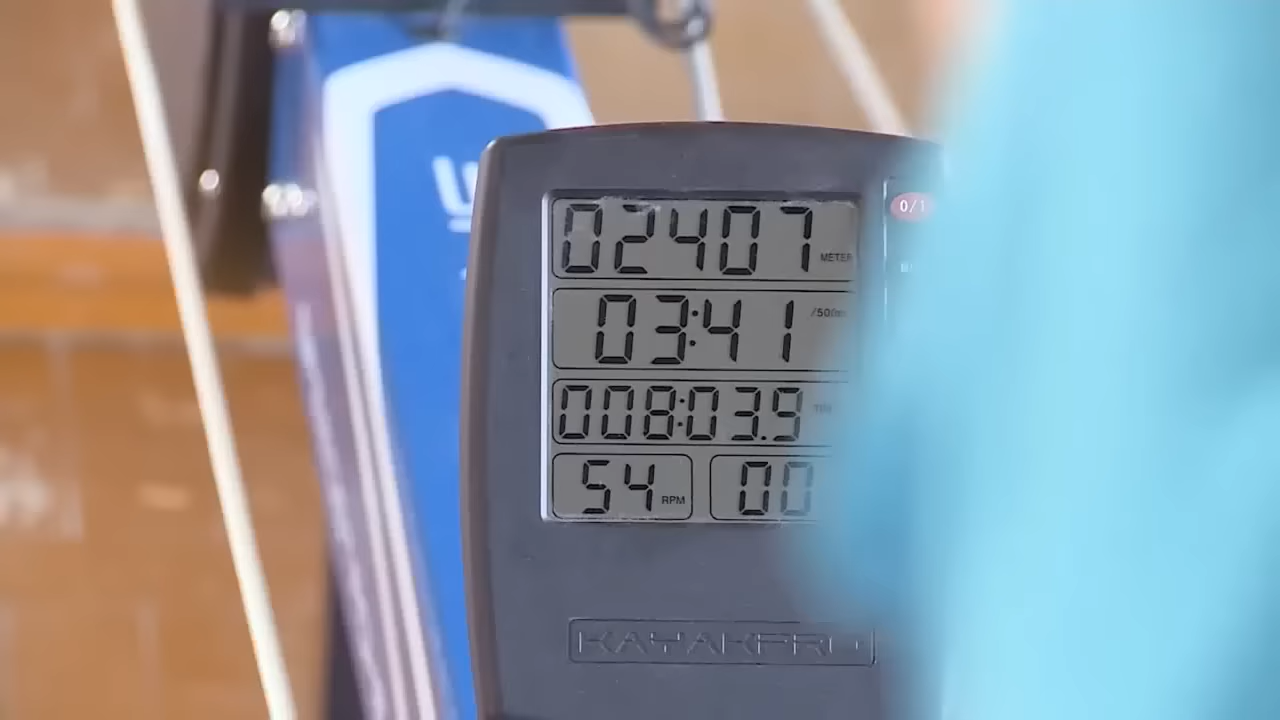 02407 METER
0/1
03:41 /500m
008:03.9
54 RPM 00
KAYAKPRO